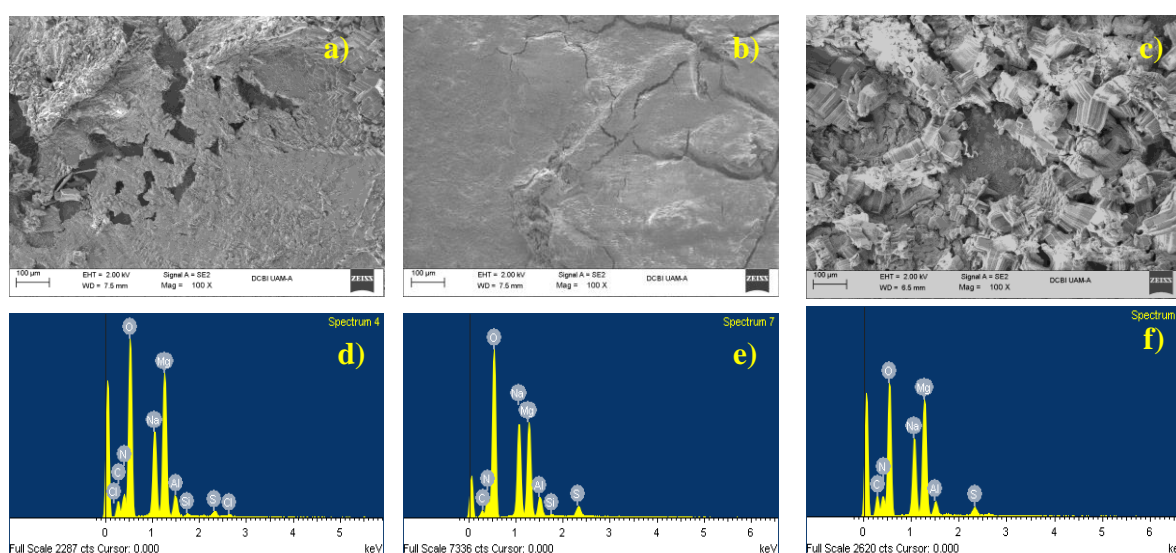 a)
100 µm
EHT = 2.00 kV
WD = 7.5 mm
Signal A = SE2
Mag = 100 X
DCBI UAM-A
ZEISS
b)
100 µm
EHT = 2.00 kV
WD = 7.5 mm
Signal A = SE2
Mag = 100 X
DCBI UAM-A
ZEISS
c)
100 µm
EHT = 2.00 kV
WD = 6.5 mm
Signal A = SE2
Mag = 100 X
DCBI UAM-A
ZEISS
Spectrum 4
d)
O
Mg
Na
N
C
Cl
Al
Si
S
Cl
0 1 2 3 4 5
Full Scale 2287 cts Cursor: 0.000
keV
Spectrum 7
e)
O
Na
Mg
N
C
Al
Si
S
0 1 2 3 4 5 6
Full Scale 7336 cts Cursor: 0.000
keV
Spectrum
f)
O
Mg
Na
N
C
Al
S
0 1 2 3 4 5 6
Full Scale 2620 cts Cursor: 0.000
keV